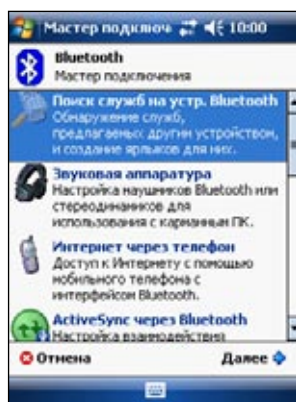 Мастер подключ 10:00
Bluetooth
Мастер подключения
Поиск служб на устр. Bluetooth
Обнаружение служб,
предлагаемых другим устройством,
и создание ярлыков для них.
Звуковая аппаратура
Настройка наушников Bluetooth или
стереодинамиков для
использования с карманным ПК.
Интернет через телефон
Доступ к Интернету с помощью
мобильного телефона с
интерфейсом Bluetooth.
ActiveSync через Bluetooth
Настройка взаимодействия
Отмена Далее